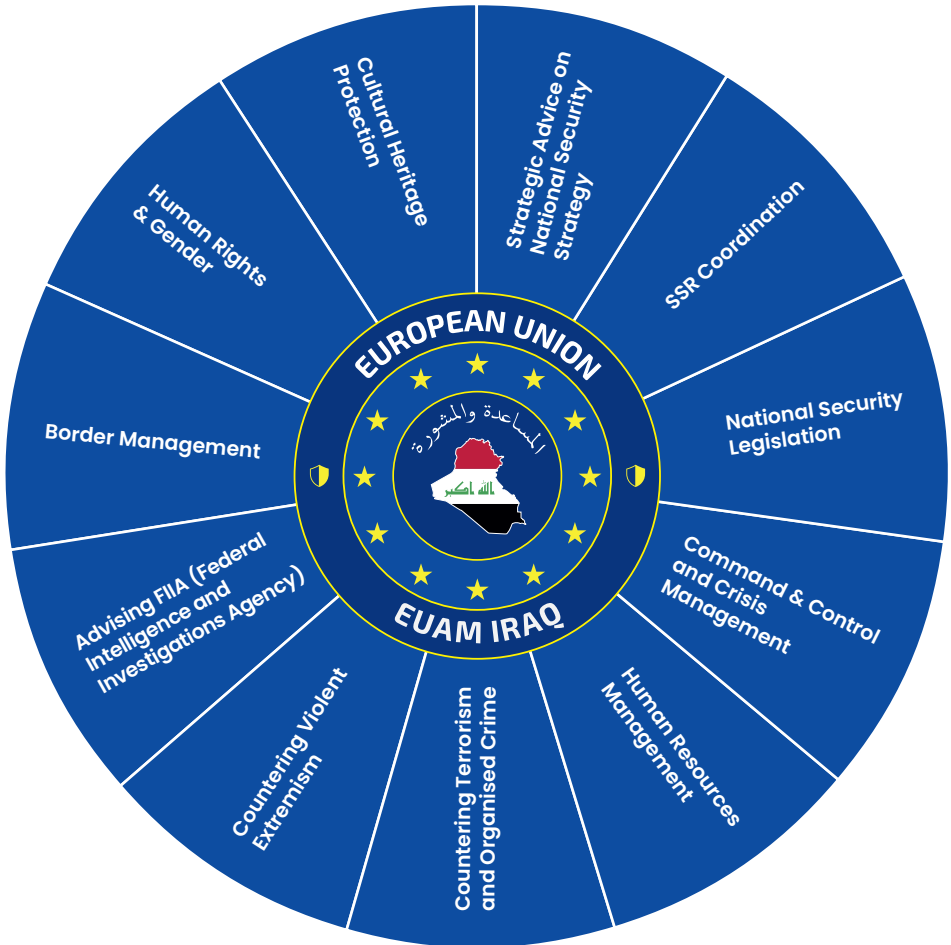 Strategic Advice on
National Security
Strategy
SSR Coordination
National Security
Legislation
Command & Control
and Crisis
Management
Human Resources
Management
Countering Terrorism
and Organised Crime
Countering Violent
Extremism
Advising FIIA (Federal
Intelligence and
Investigations Agency)
Border Management
Human Rights
& Gender
Cultural Heritage
Protection
EUROPEAN UNION
المساعدة والمشورة
الله اكبر
EUAM IRAQ